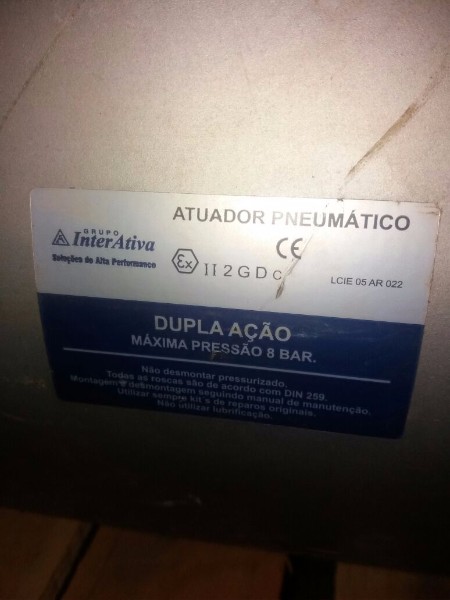 ATUADOR PNEUMÁTICO
GRUPO
InterAtiva
Soluções de Alta Performance
CE
Ex II 2 G D c
LCIE 05 AR 022
DUPLA AÇÃO
MÁXIMA PRESSÃO 8 BAR.
Não desmontar pressurizado.
Todas as roscas são de acordo com DIN 259.
Montagem e desmontagem seguindo manual de manutenção.
Utilizar sempre kit´s de reparos originais.
Não utilizar lubrificação.